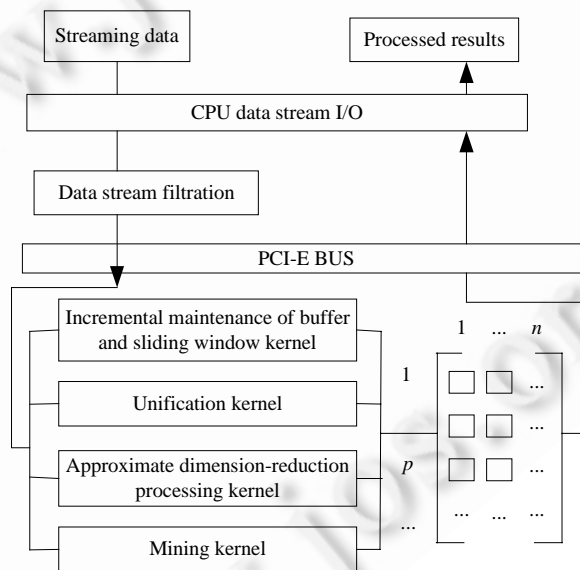 Streaming data
Processed results
CPU data stream I/O
Data stream filtration
PCI-E BUS
Incremental maintenance of buffer
and sliding window kernel
Unification kernel
Approximate dimension-reduction
processing kernel
Mining kernel
1 ... n
1
...
...
p
...
...
... ... ...